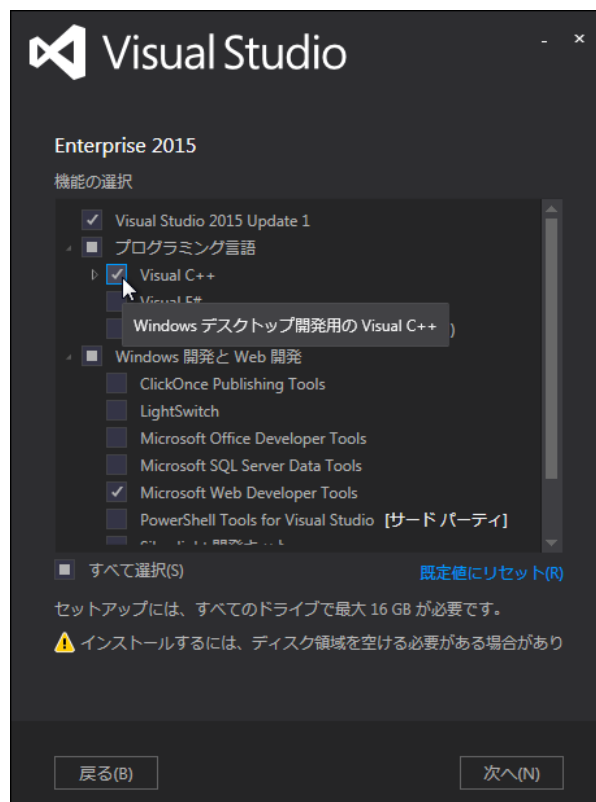 Visual Studio
Enterprise 2015
機能の選択
Visual Studio 2015 Update 1
プログラミング言語
Visual C++
Windows デスクトップ開発用の Visual C++
)
Windows 開発と Web 開発
ClickOnce Publishing Tools
LightSwitch
Microsoft Office Developer Tools
Microsoft SQL Server Data Tools
Microsoft Web Developer Tools
PowerShell Tools for Visual Studio [サード パーティ]
すべて選択(S)
既定値にリセット(R)
セットアップには、すべてのドライブで最大 16 GB が必要です。
インストールするには、ディスク領域を空ける必要がある場合があり
戻る(B)
次へ(N)